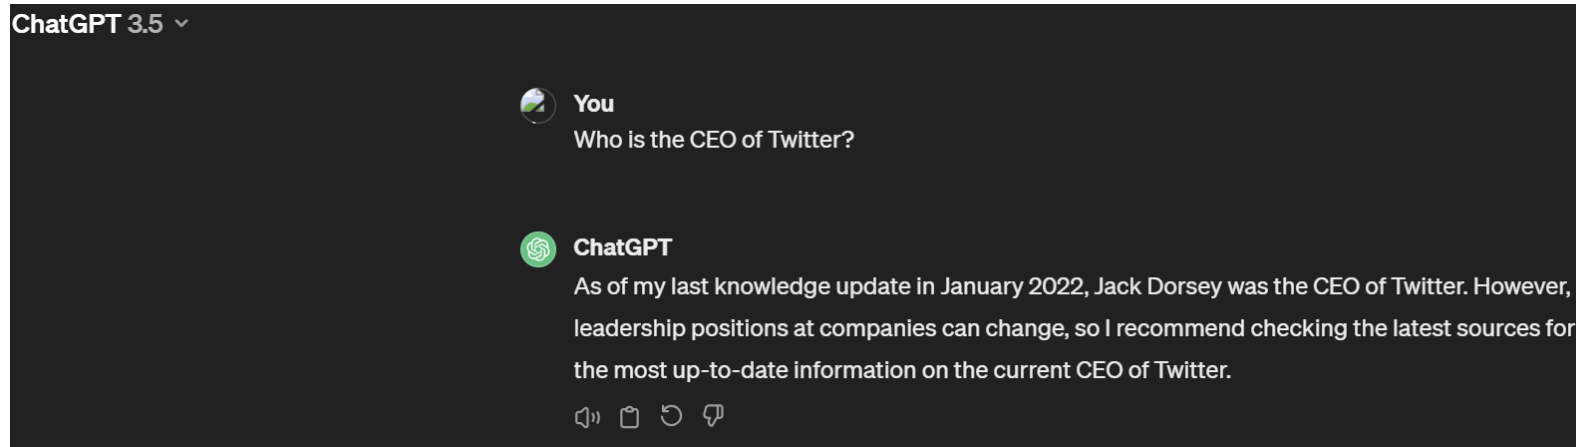 ChatGPT 3.5
You
Who is the CEO of Twitter?
ChatGPT
As of my last knowledge update in January 2022, Jack Dorsey was the CEO of Twitter. However,
leadership positions at companies can change, so I recommend checking the latest sources for
the most up-to-date information on the current CEO of Twitter.